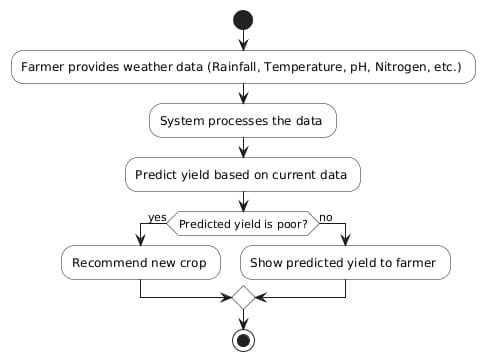 Farmer provides weather data (Rainfall, Temperature, pH, Nitrogen, etc.)
System processes the data
Predict yield based on current data
yes
Predicted yield is poor?
no
Recommend new crop
Show predicted yield to farmer